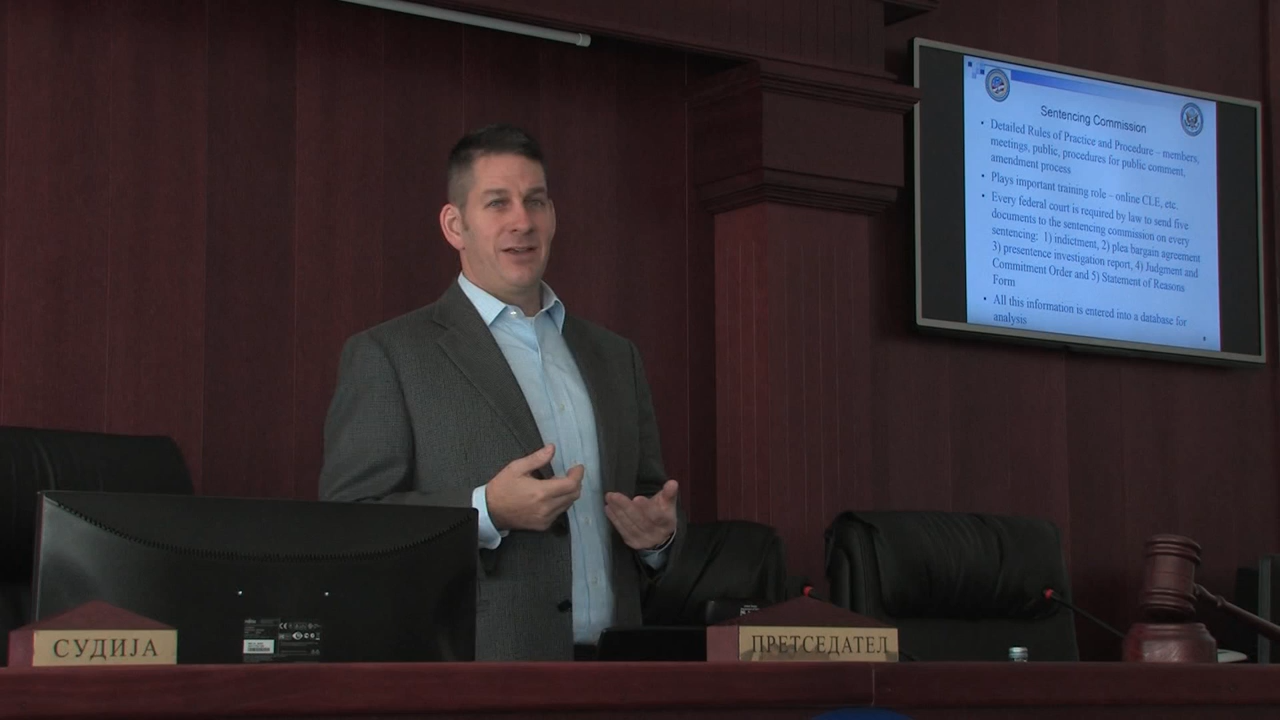 Sentencing Commission
• Detailed Rules of Practice and Procedure – members,
meetings, public, procedures for public comment,
amendment process
• Plays important training role – online CLE, etc.
• Every federal court is required by law to send five
documents to the sentencing commission on every
sentencing: 1) indictment, 2) plea bargain agreement
3) presentence investigation report, 4) Judgment and
Commitment Order and 5) Statement of Reasons
Form
• All this information is entered into a database for
analysis
СУДИЈА
ПРЕТСЕДАТЕЛ